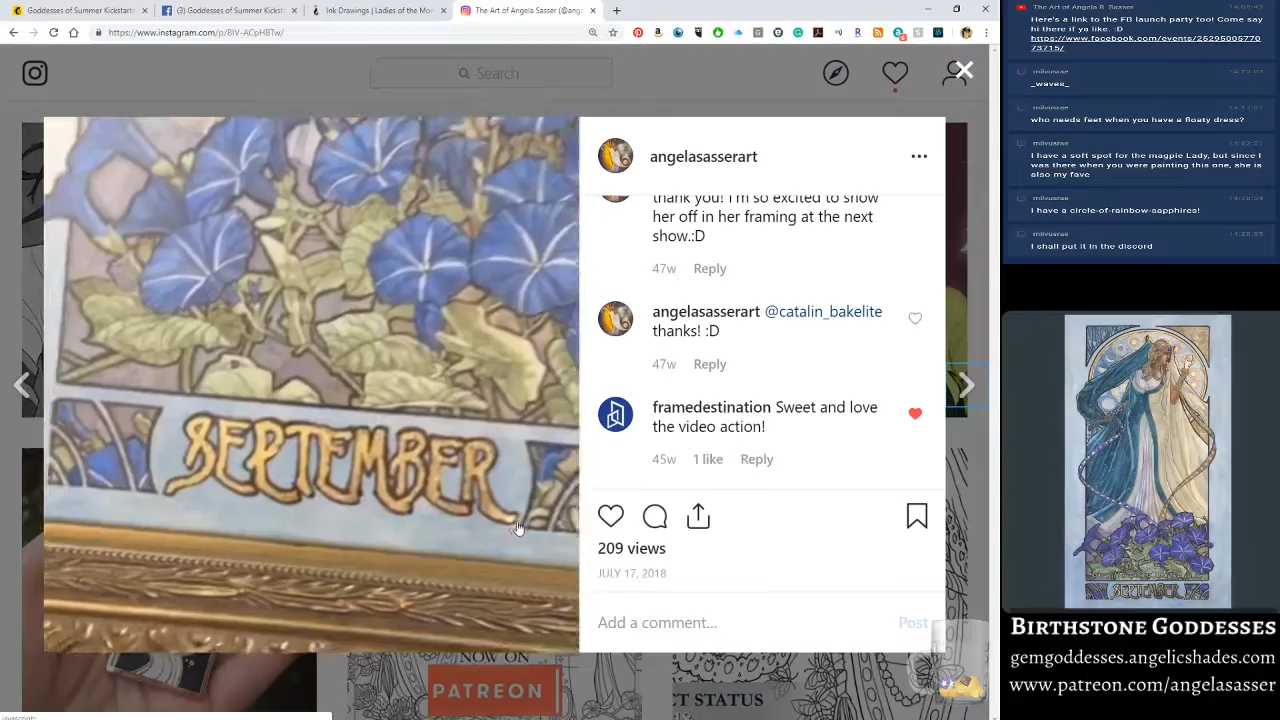 Goddesses of Summer Kickstart
(3) Goddesses of Summer Kickst
Ink Drawings | Ladies of the Mon
The Art of Angela Sasser (@ang
https://www.instagram.com/p/BlV-ACpHBTw/
Search
angelasasserart
thank you! I'm so excited to show
her off in her framing at the next
show.:D
47w Reply
angelasasserart @catalin_bakelite
thanks! :D
47w Reply
framedestination Sweet and love
the video action!
45w 1 like Reply
209 views
JULY 17, 2018
Add a comment...
Post
SEPTEMBER
NOW ON
PATREON
CT STATUS
The Art of Angela R. Sasser
Here's a link to the FB launch party too! Come say
hi there if ya like. :D
https://www.facebook.com/events/25295005770
73715/
milvusrae
_waves_
milvusrae
who needs feet when you have a floaty dress?
milvusrae
I have a soft spot for the magpie Lady, but since I
was there when you were painting this one, she is
also my fave
milvusrae
I have a circle-of-rainbow-sapphires!
milvusrae
I shall put it in the discord
SEPTEMBER
BIRTHSTONE GODDESSES
gemgoddesses.angelicshades.com
www.patreon.com/angelasasser